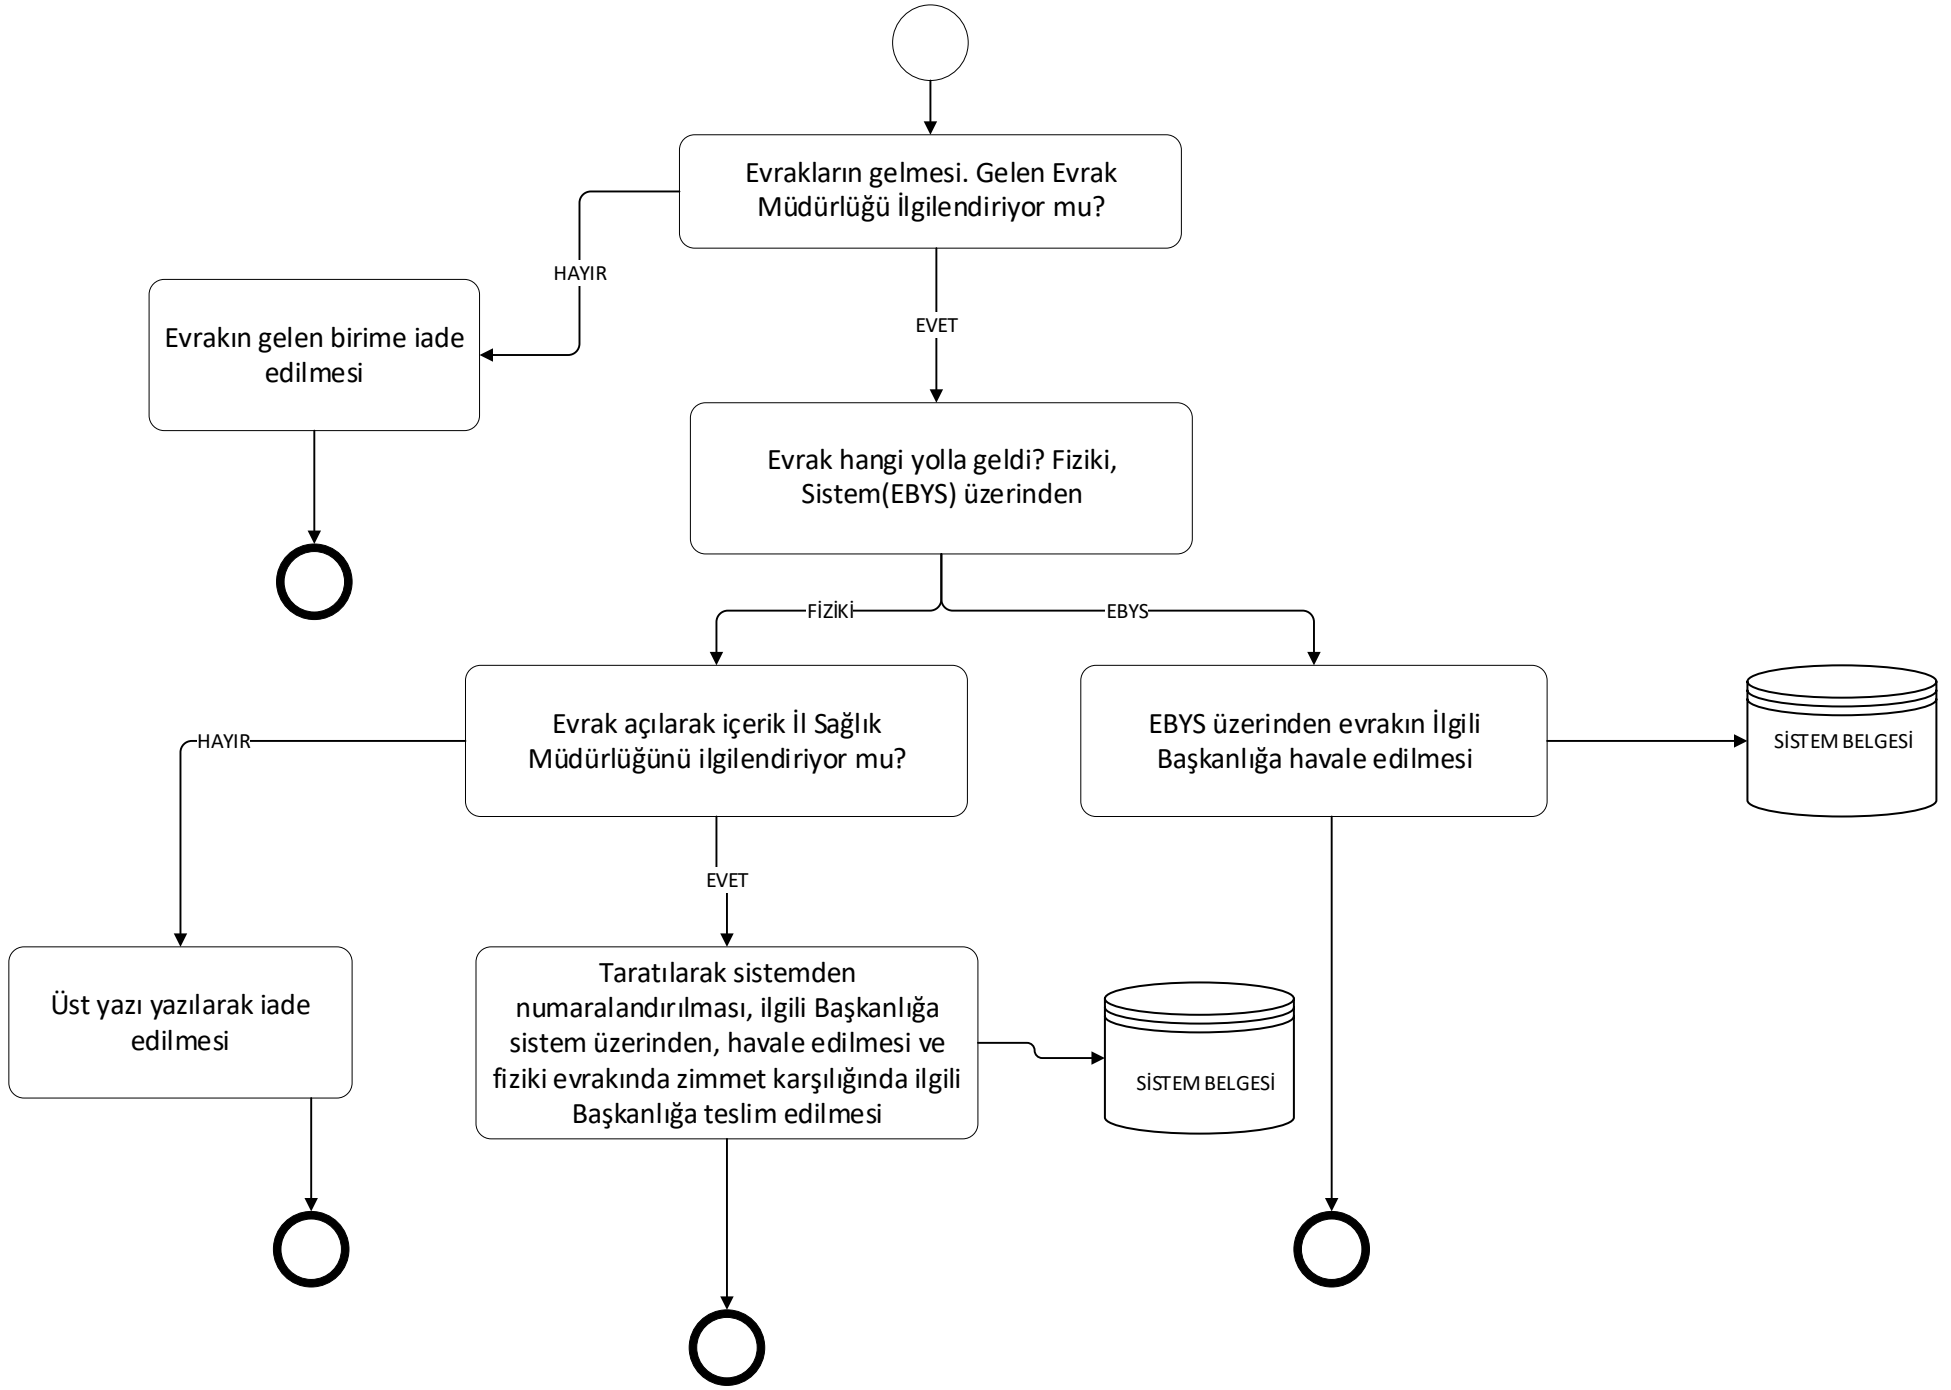 Evrakların gelmesi. Gelen Evrak
Müdürlüğü İlgilendiriyor mu?
HAYIR
Evrakın gelen birime iade
edilmesi
EVET
Evrak hangi yolla geldi? Fiziki,
Sistem(EBYS) üzerinden
FİZİKİ
EBYS
Evrak açılarak içerik İl Sağlık
Müdürlüğünü ilgilendiriyor mu?
EBYS üzerinden evrakın İlgili
Başkanlığa havale edilmesi
SİSTEM BELGESİ
HAYIR
EVET
Üst yazı yazılarak iade
edilmesi
Taratılarak sistemden
numaralandırılması, ilgili Başkanlığa
sistem üzerinden, havale edilmesi ve
fiziki evrakında zimmet karşılığında ilgili
Başkanlığa teslim edilmesi
SİSTEM BELGESİ